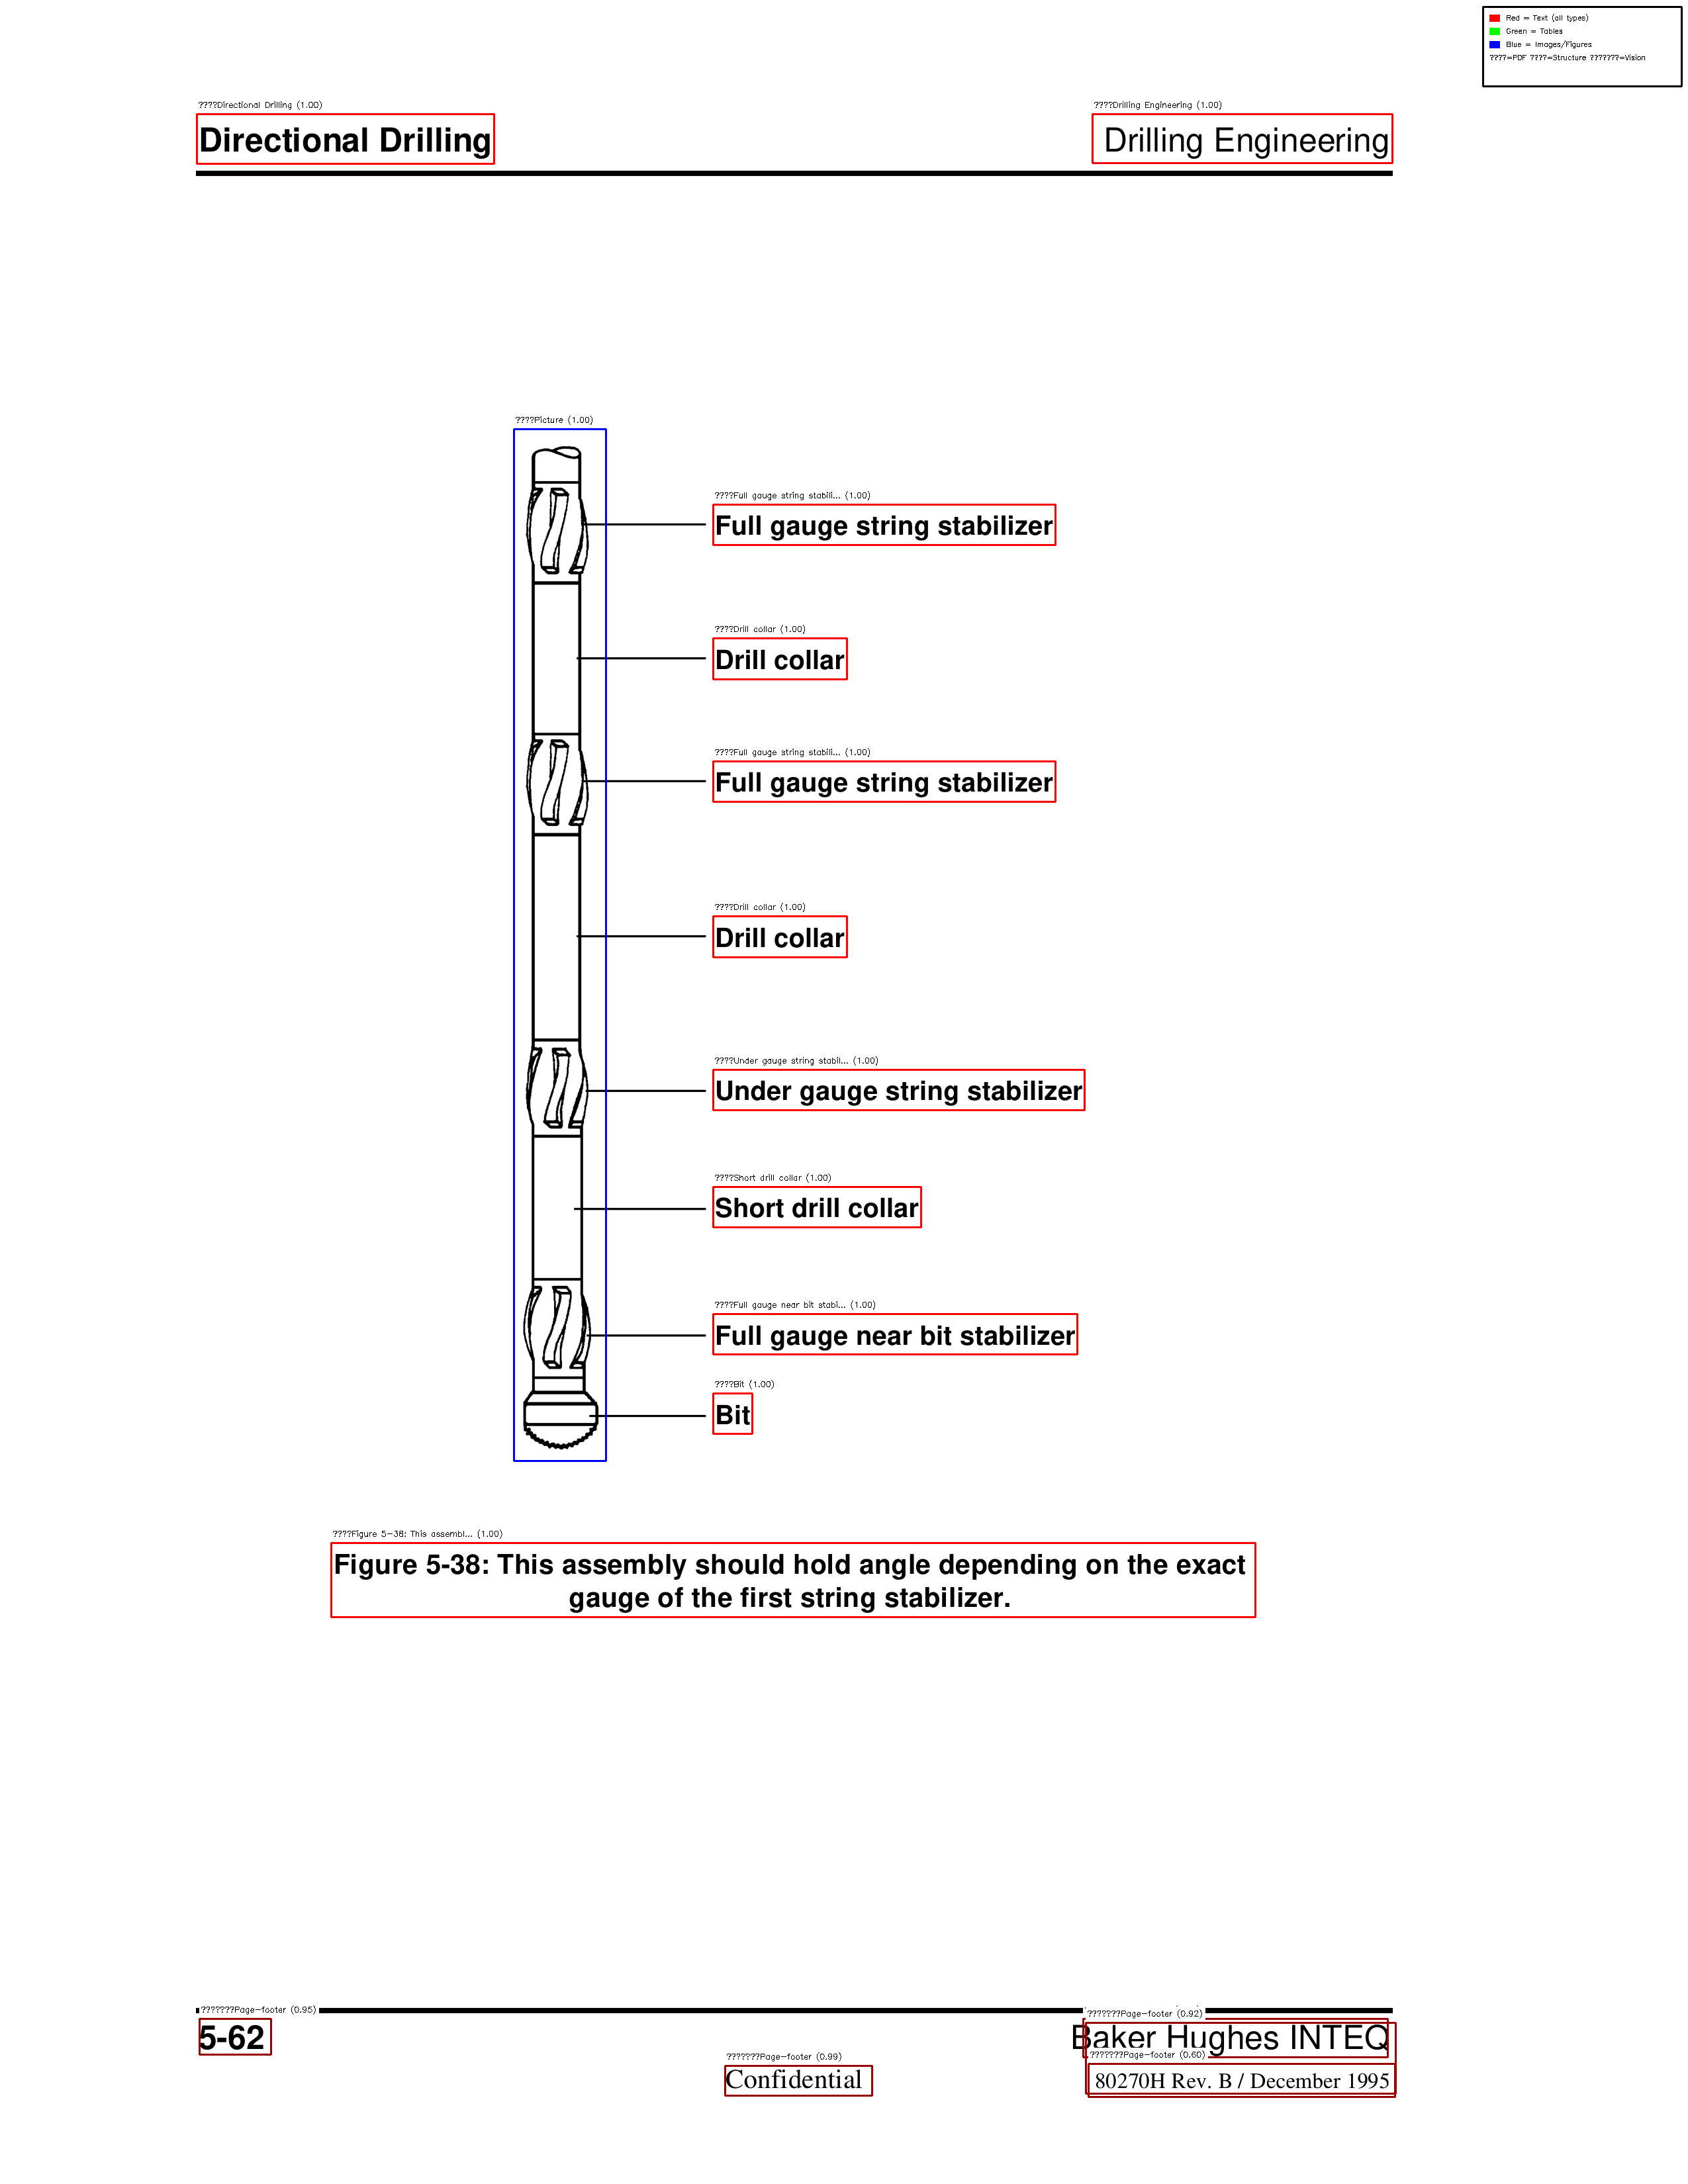 Red = Text (all types)
Green = Tables
Blue = Images/Figures
????=PDF ????=Structure ???????=Vision
????Directional Drilling (1.00)
????Drilling Engineering (1.00)
Directional Drilling
Drilling Engineering
????Picture (1.00)
????Full gauge string stabili... (1.00)
Full gauge string stabilizer
????Drill collar (1.00)
Drill collar
????Full gauge string stabili... (1.00)
Full gauge string stabilizer
????Drill collar (1.00)
Drill collar
????Under gauge string stabil... (1.00)
Under gauge string stabilizer
????Short drill collar (1.00)
Short drill collar
????Full gauge near bit stabi... (1.00)
Full gauge near bit stabilizer
????Bit (1.00)
Bit
????Figure 5-38: This assembl... (1.00)
Figure 5-38: This assembly should hold angle depending on the exact
gauge of the first string stabilizer.
???????Page-footer (0.95)
???????Page-footer (0.92)
5-62
Baker Hughes INTEQ
???????Page-footer (0.99)
???????Page-footer (0.60)
Confidential
80270H Rev. B / December 1995